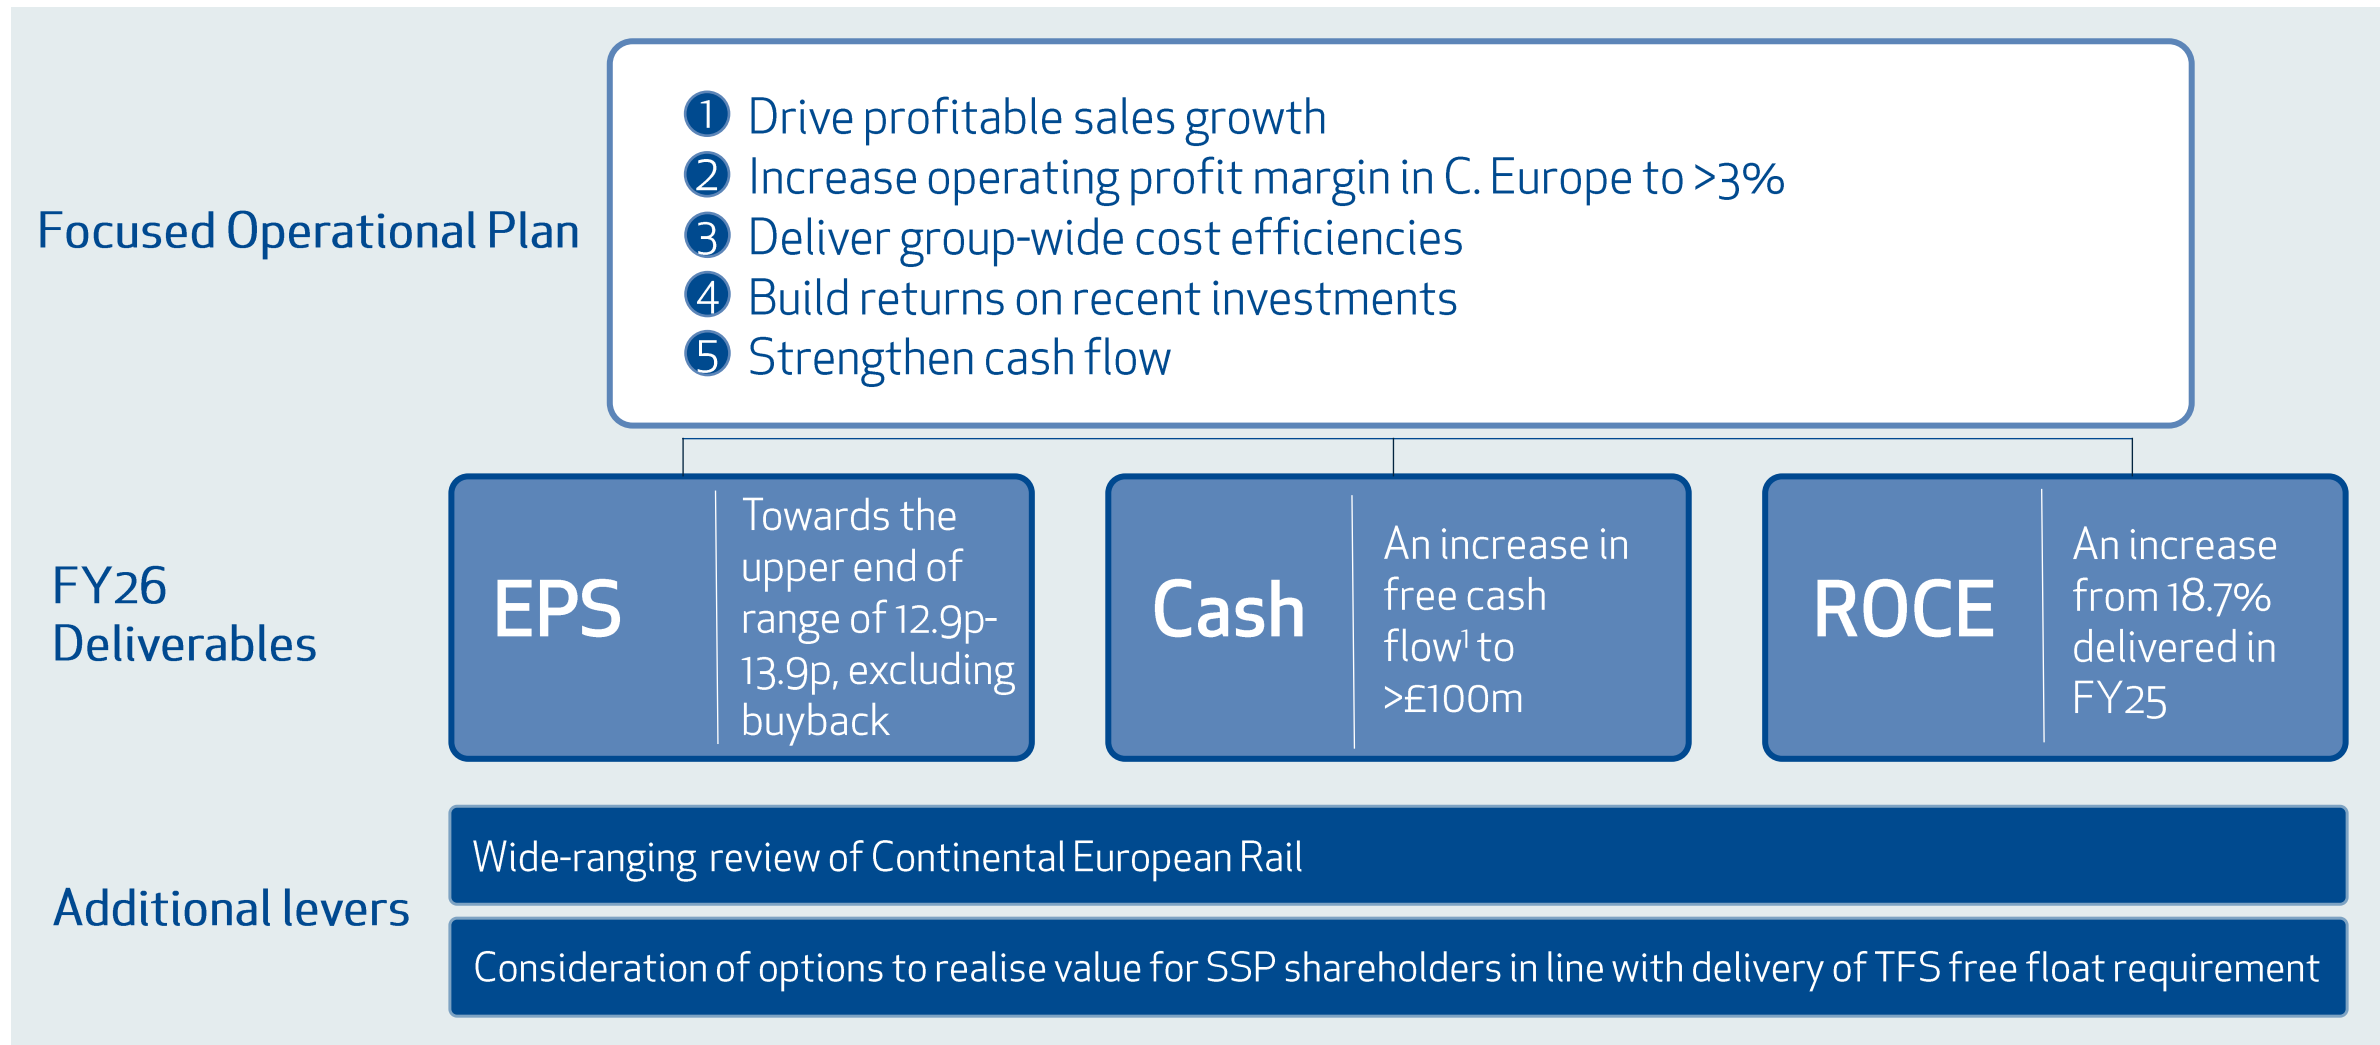 Focused Operational Plan
1 Drive profitable sales growth
2 Increase operating profit margin in C. Europe to >3%
3 Deliver group-wide cost efficiencies
4 Build returns on recent investments
5 Strengthen cash flow
FY26
Deliverables
EPS
Towards the
upper end of
range of 12.9p-
13.9p, excluding
buyback
Cash
An increase in
free cash
flow¹ to
>£100m
ROCE
An increase
from 18.7%
delivered in
FY25
Additional levers
Wide-ranging review of Continental European Rail
Consideration of options to realise value for SSP shareholders in line with delivery of TFS free float requirement